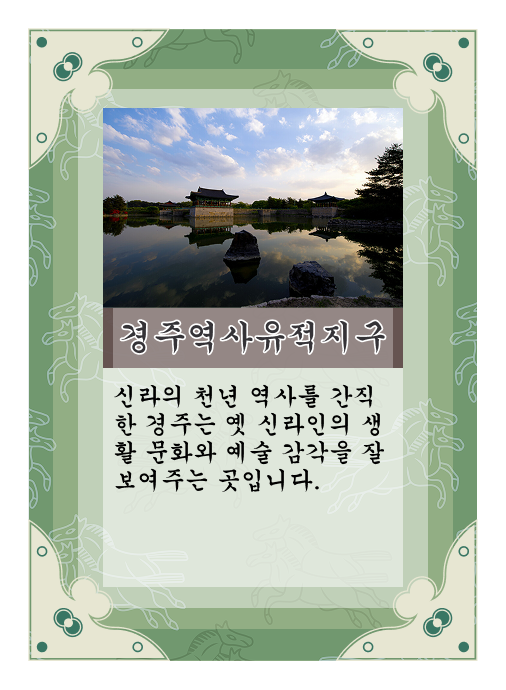 경주역사유적지구
신라의 천년 역사를 간직
한 경주는 옛 신라인의 생
활 문화와 예술 감각을 잘
보여주는 곳입니다.